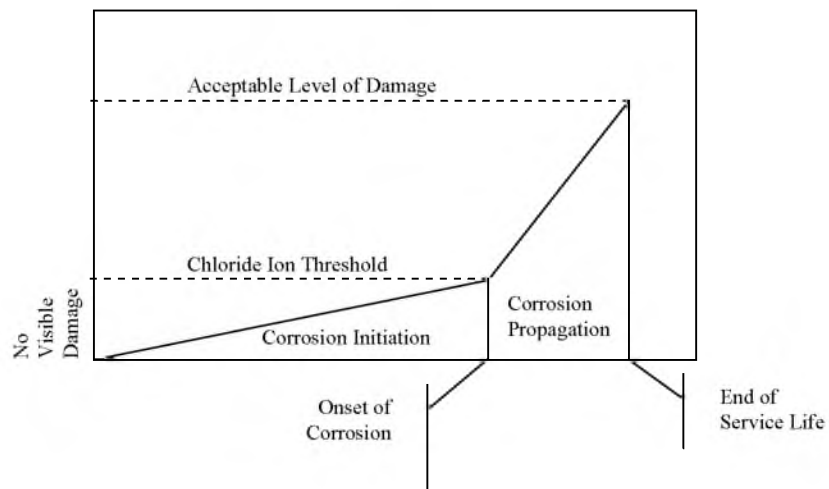 Acceptable Level of Damage
Chloride Ion Threshold
No
Visible
Damage
Corrosion Initiation
Corrosion
Propagation
Onset of
Corrosion
End of
Service Life